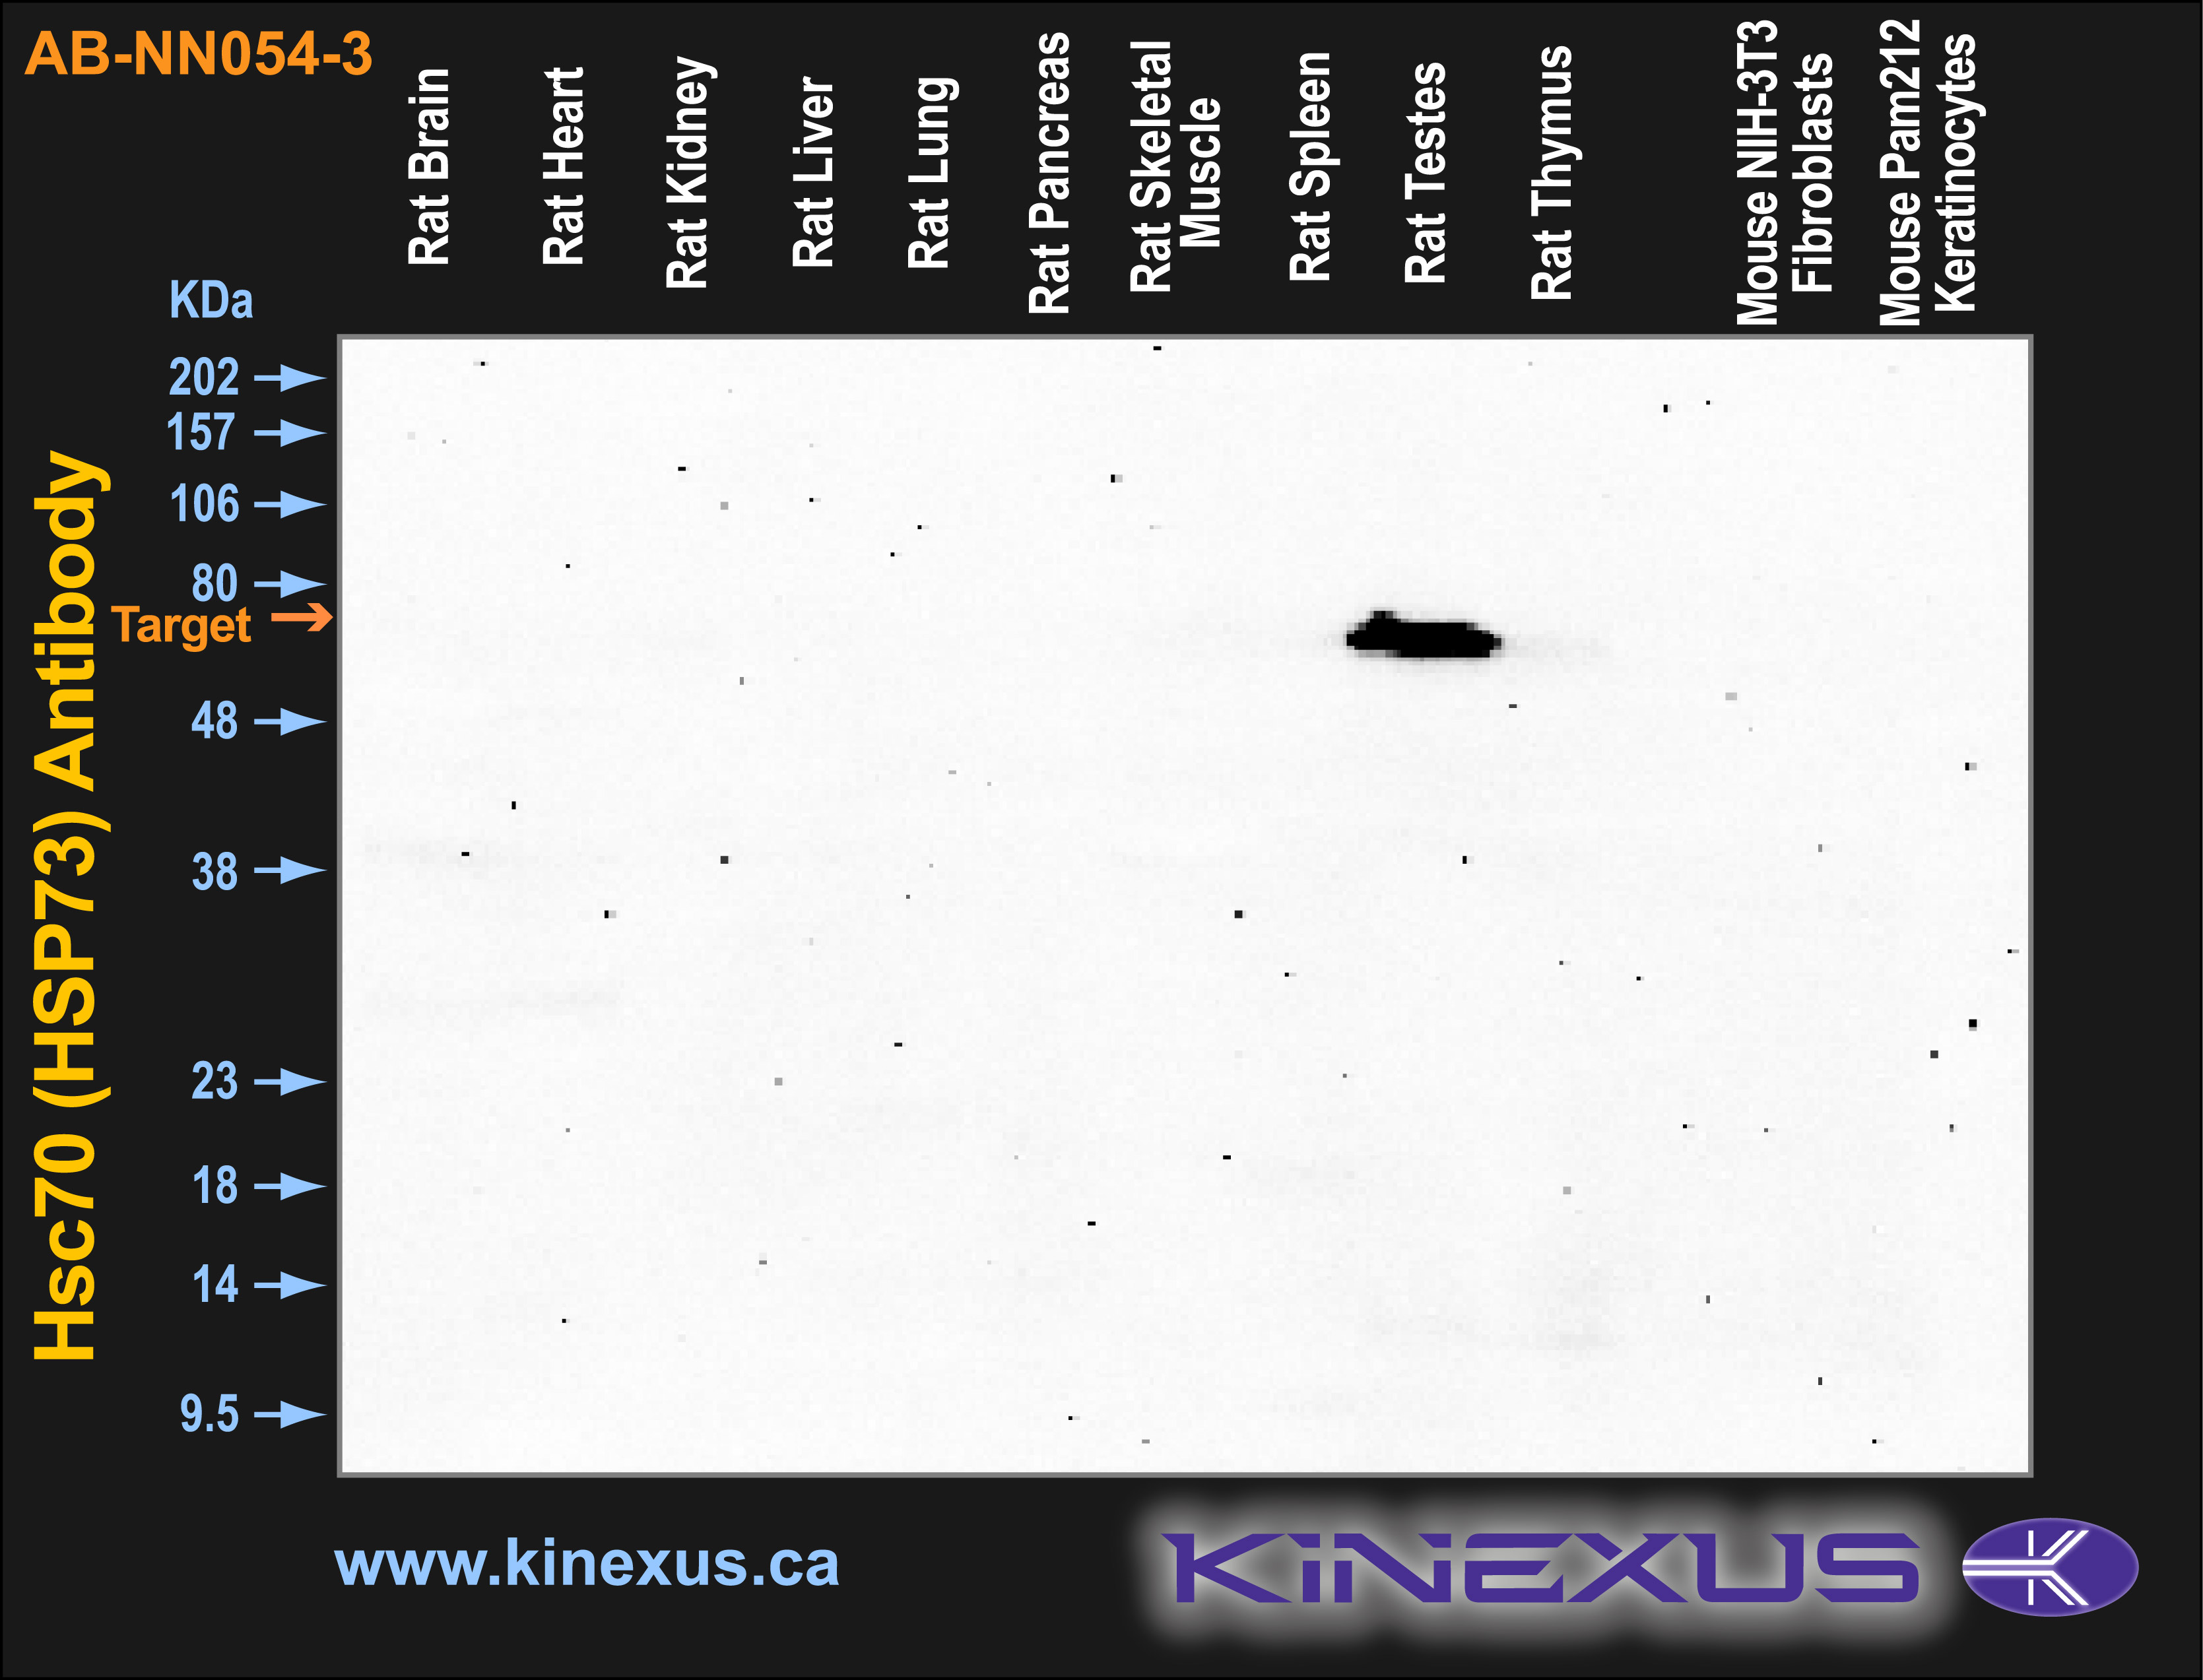 AB-NN054-3
Rat Brain
Rat Heart
Rat Kidney
Rat Liver
Rat Lung
Rat Pancreas
Rat Skeletal
Muscle
Rat Spleen
Rat Testes
Rat Thymus
Mouse NIH-3T3
Fibroblasts
Mouse Pam212
Keratinocytes
KDa
202
157
106
80
Target
48
38
23
18
14
9.5
Hsc70 (HSP73) Antibody
www.kinexus.ca
KiNEXUS